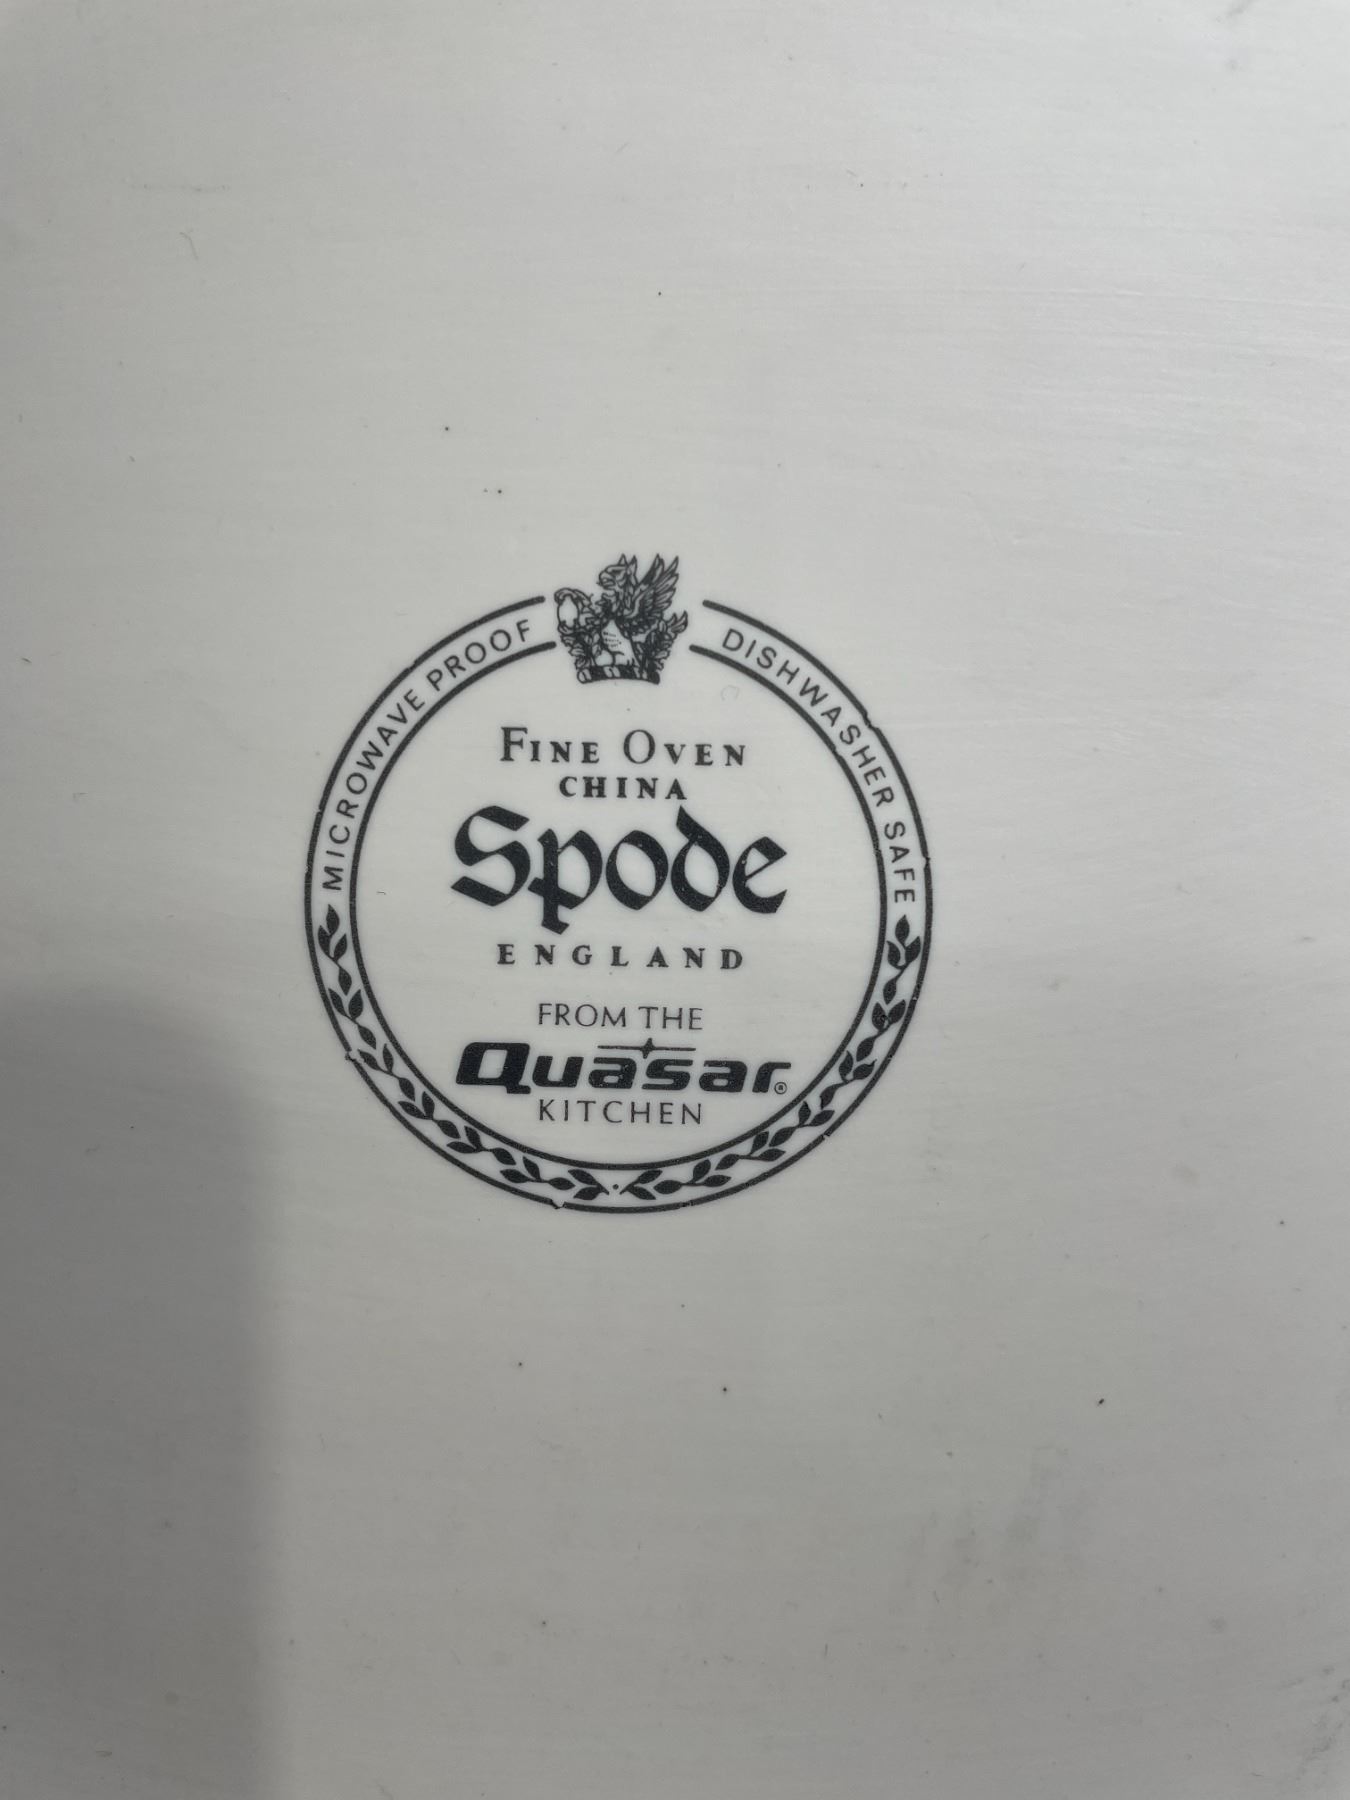 MICROWAVE PROOF
DISHWASHER SAFE
FINE OVEN
CHINA
Spode
ENGLAND
FROM THE
Quasar®
KITCHEN